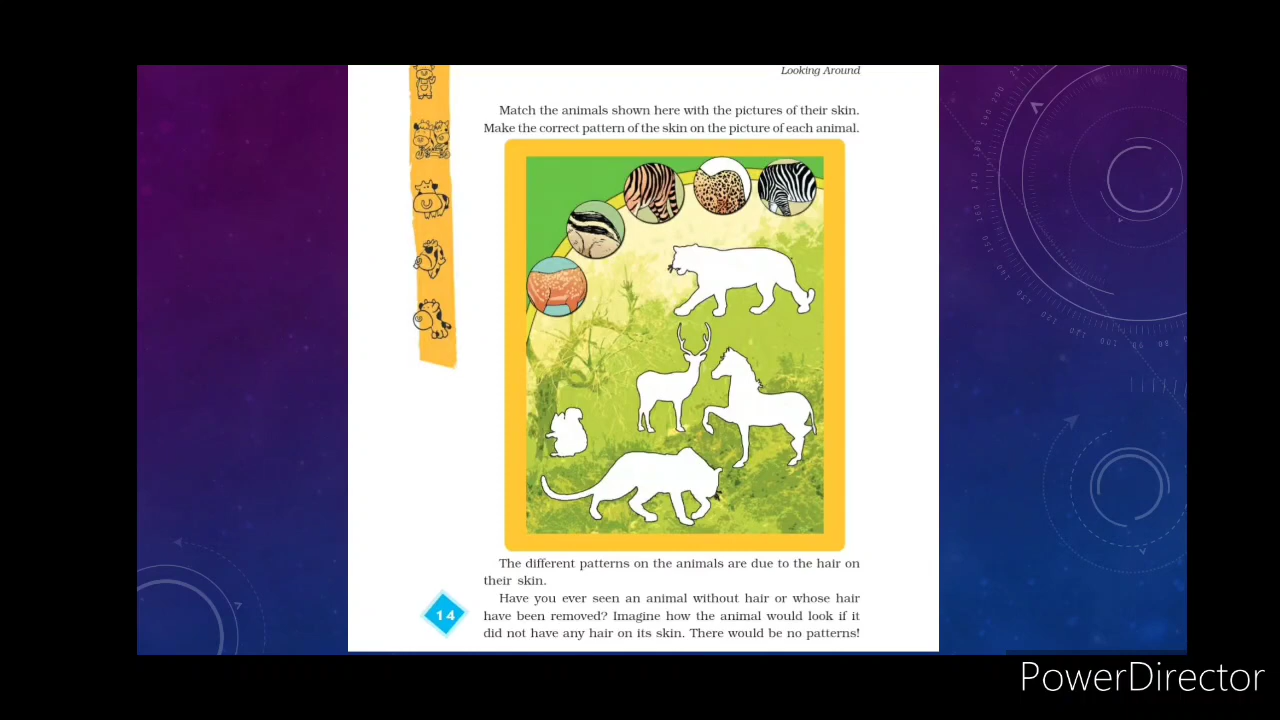 Looking Around
Match the animals shown here with the pictures of their skin.
Make the correct pattern of the skin on the picture of each animal.
The different patterns on the animals are due to the hair on
their skin.
Have you ever seen an animal without hair or whose hair
have been removed? Imagine how the animal would look if it
did not have any hair on its skin. There would be no patterns!
14
PowerDirector